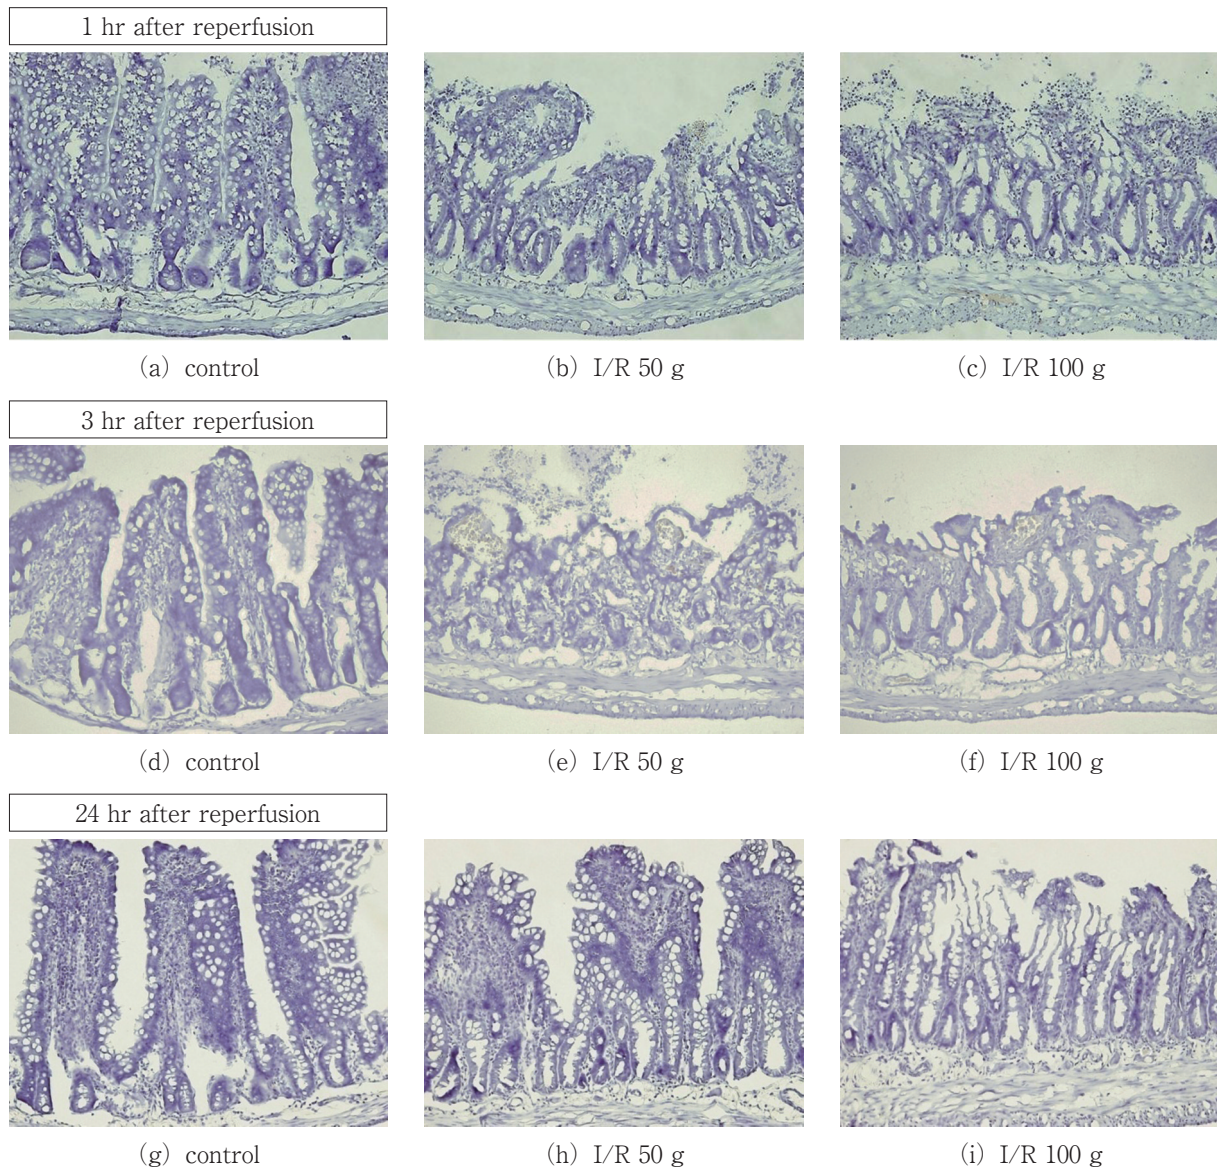 1 hr after reperfusion
(a) control
(b) I/R 50 g
(c) I/R 100 g
3 hr after reperfusion
(d) control
(e) I/R 50 g
(f) I/R 100 g
24 hr after reperfusion
(g) control
(h) I/R 50 g
(i) I/R 100 g